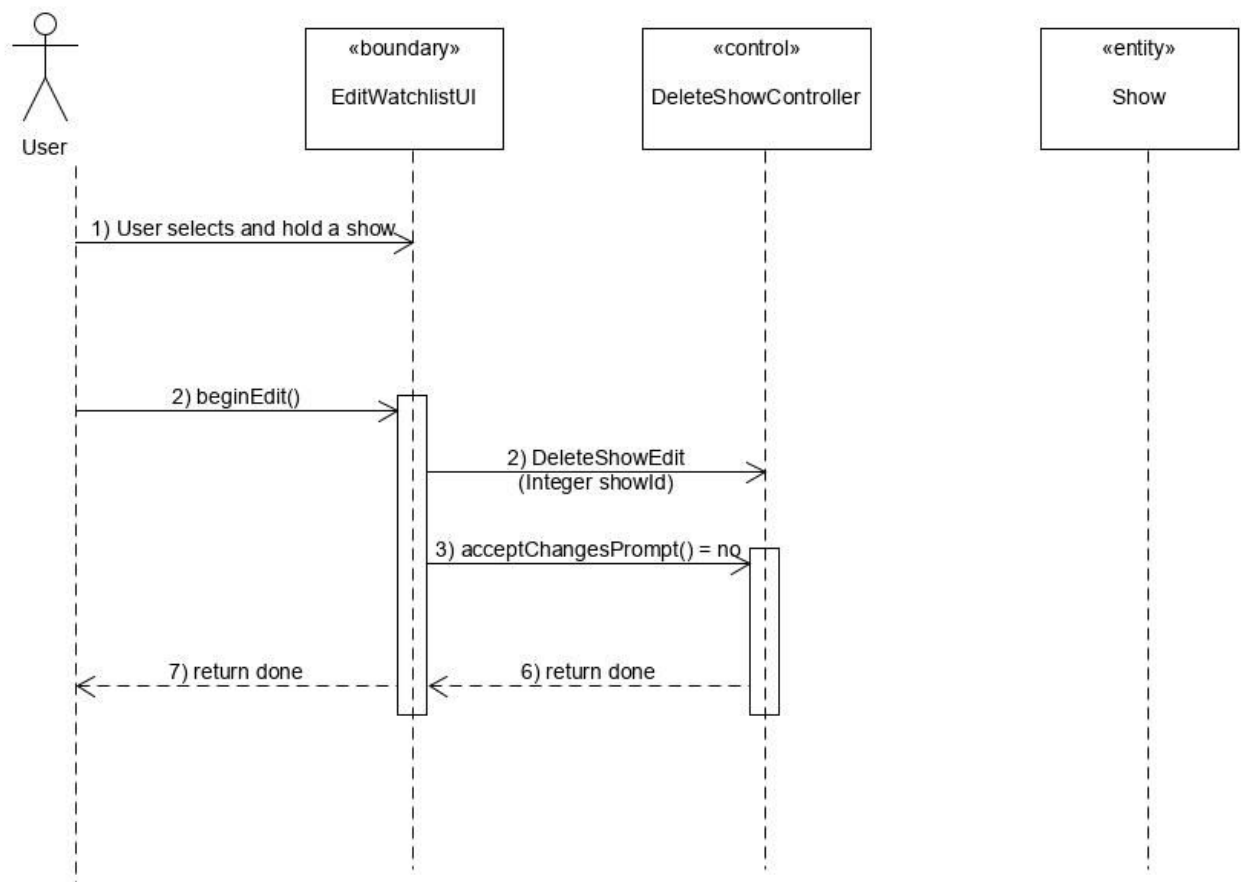 «boundary»
EditWatchlistUI
«control»
DeleteShowController
«entity»
Show
User
1) User selects and hold a show
2) beginEdit()
2) DeleteShowEdit
(Integer showId)
3) acceptChangesPrompt() = no
7) return done
6) return done